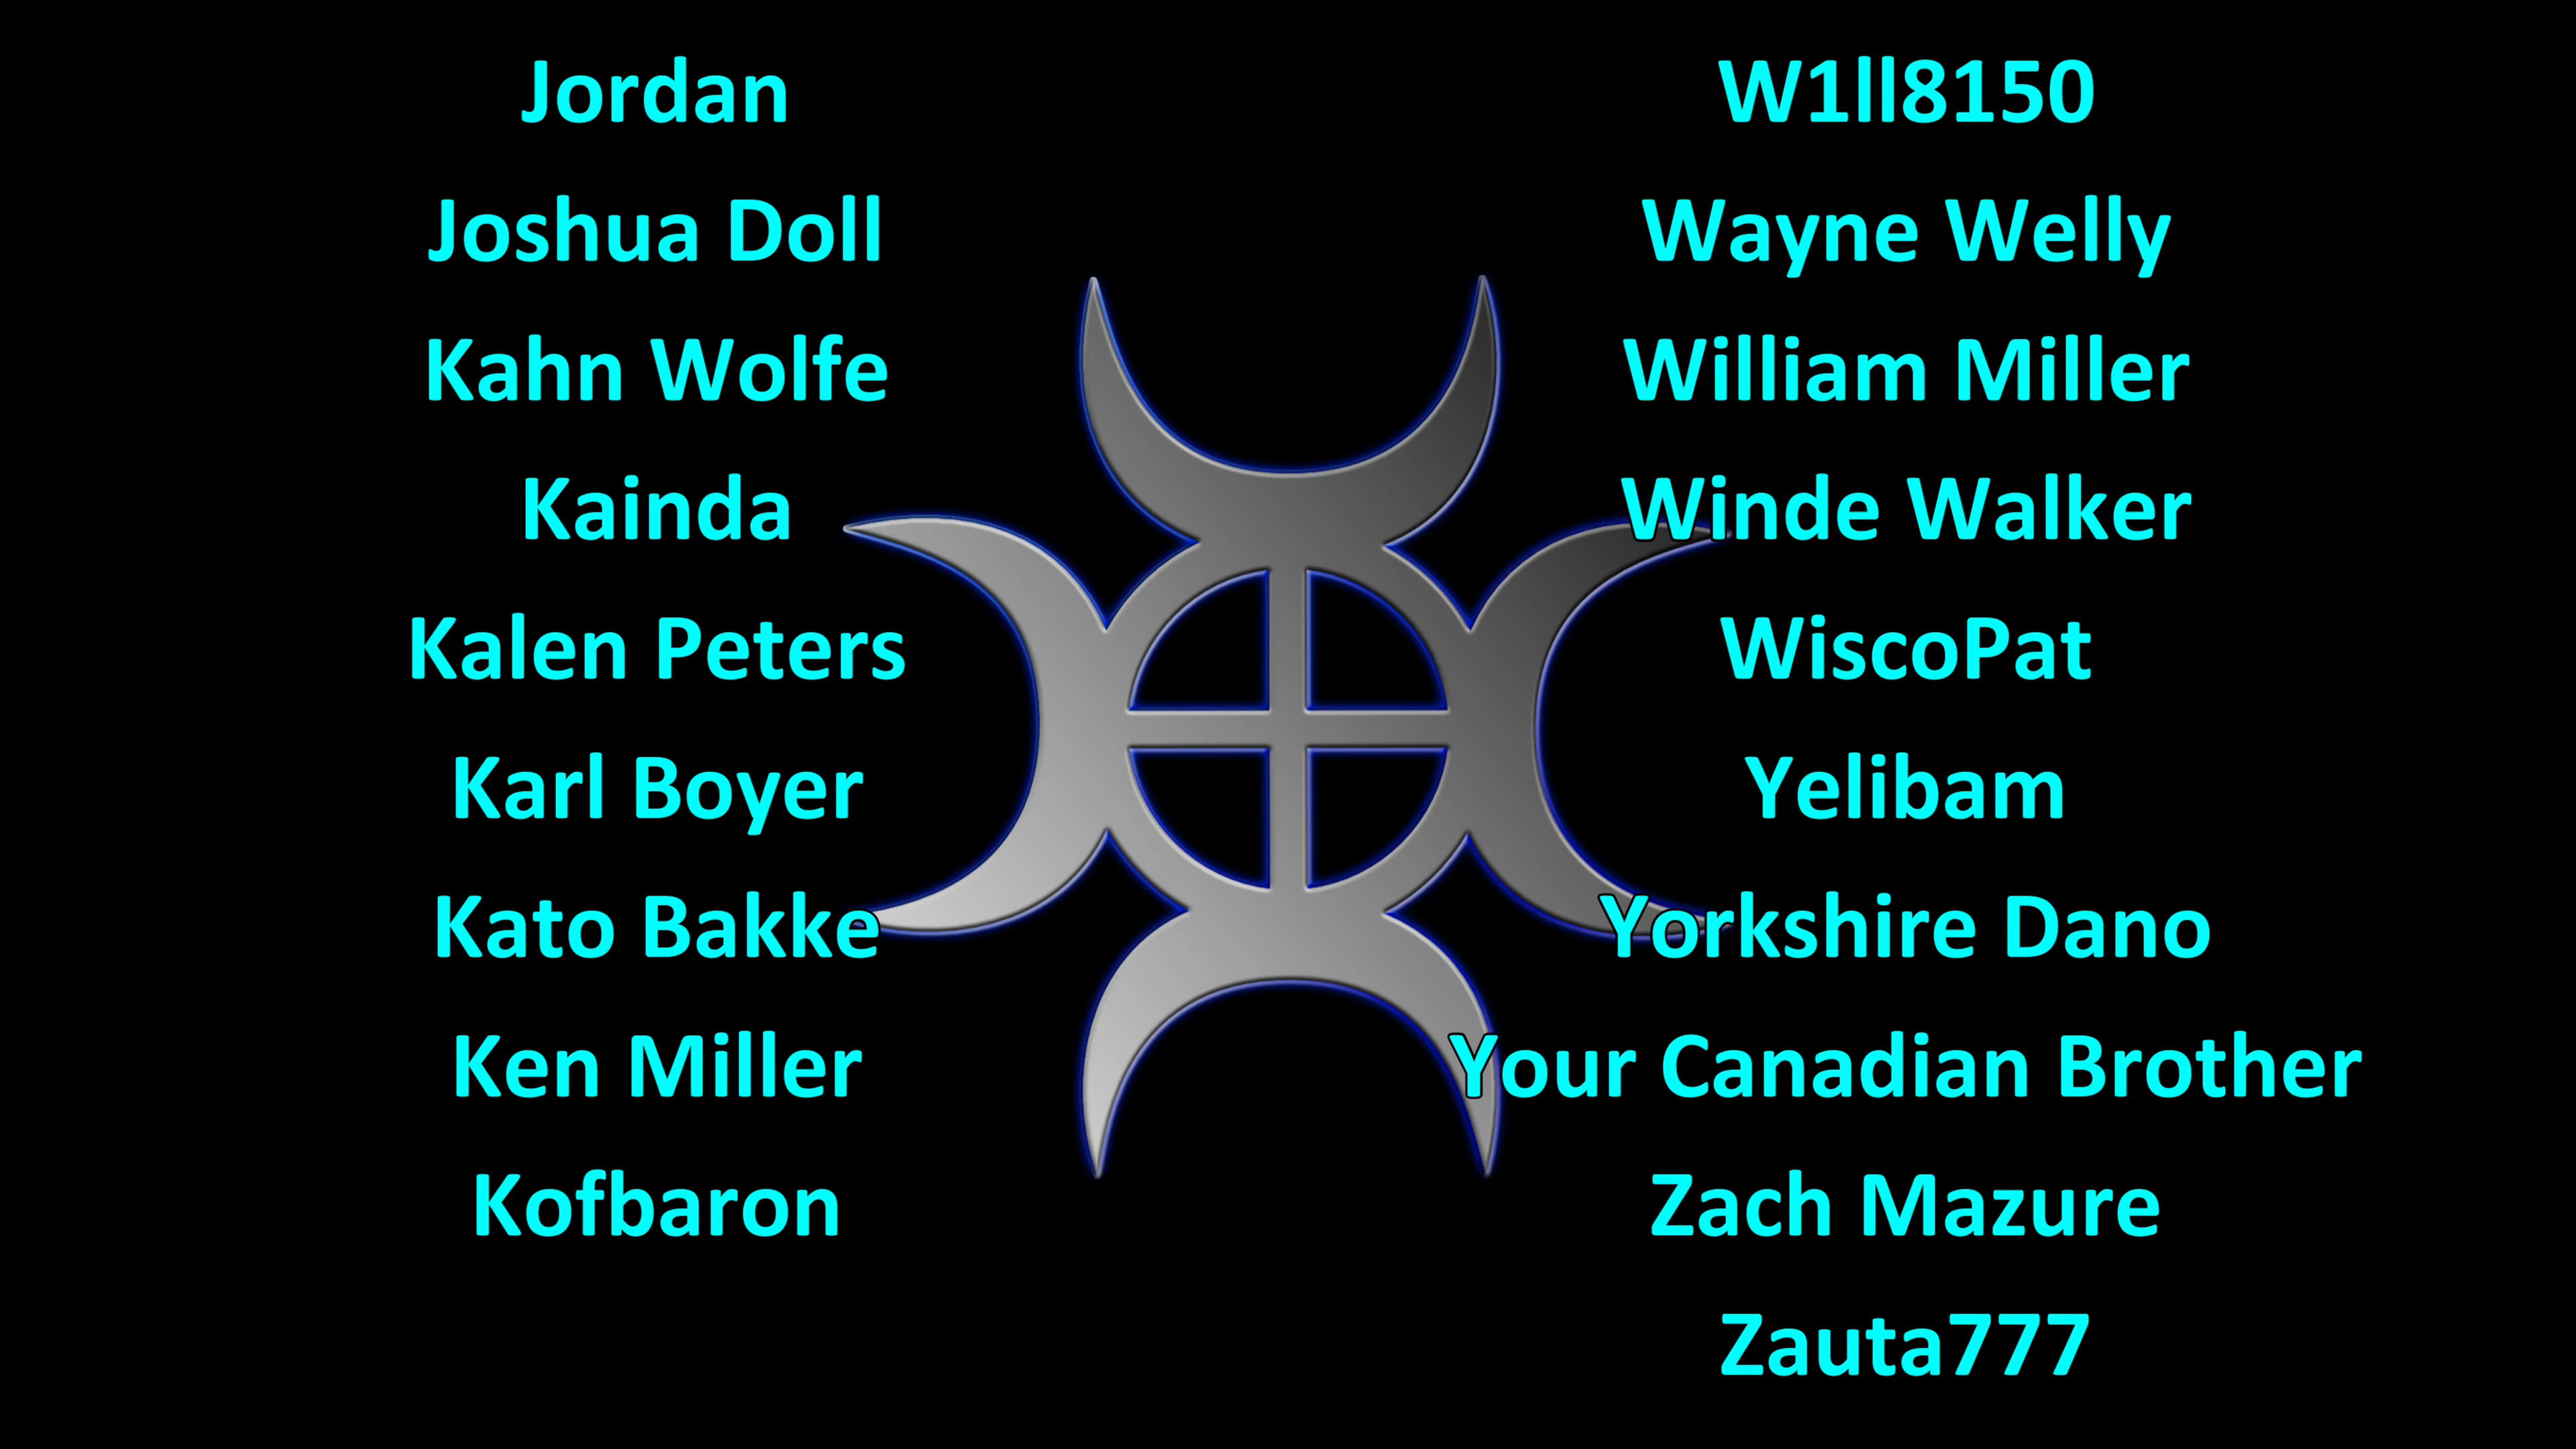 Jordan
Joshua Doll
Kahn Wolfe
Kainda
Kalen Peters
Karl Boyer
Kato Bakke
Ken Miller
Kofbaron
W1ll8150
Wayne Welly
William Miller
Winde Walker
WiscoPat
Yelibam
Yorkshire Dano
Your Canadian Brother
Zach Mazure
Zauta777